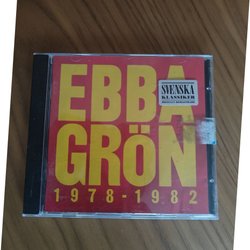 EBBA
GRÖN
1978-1982
SVENSKA
KLASSIKER